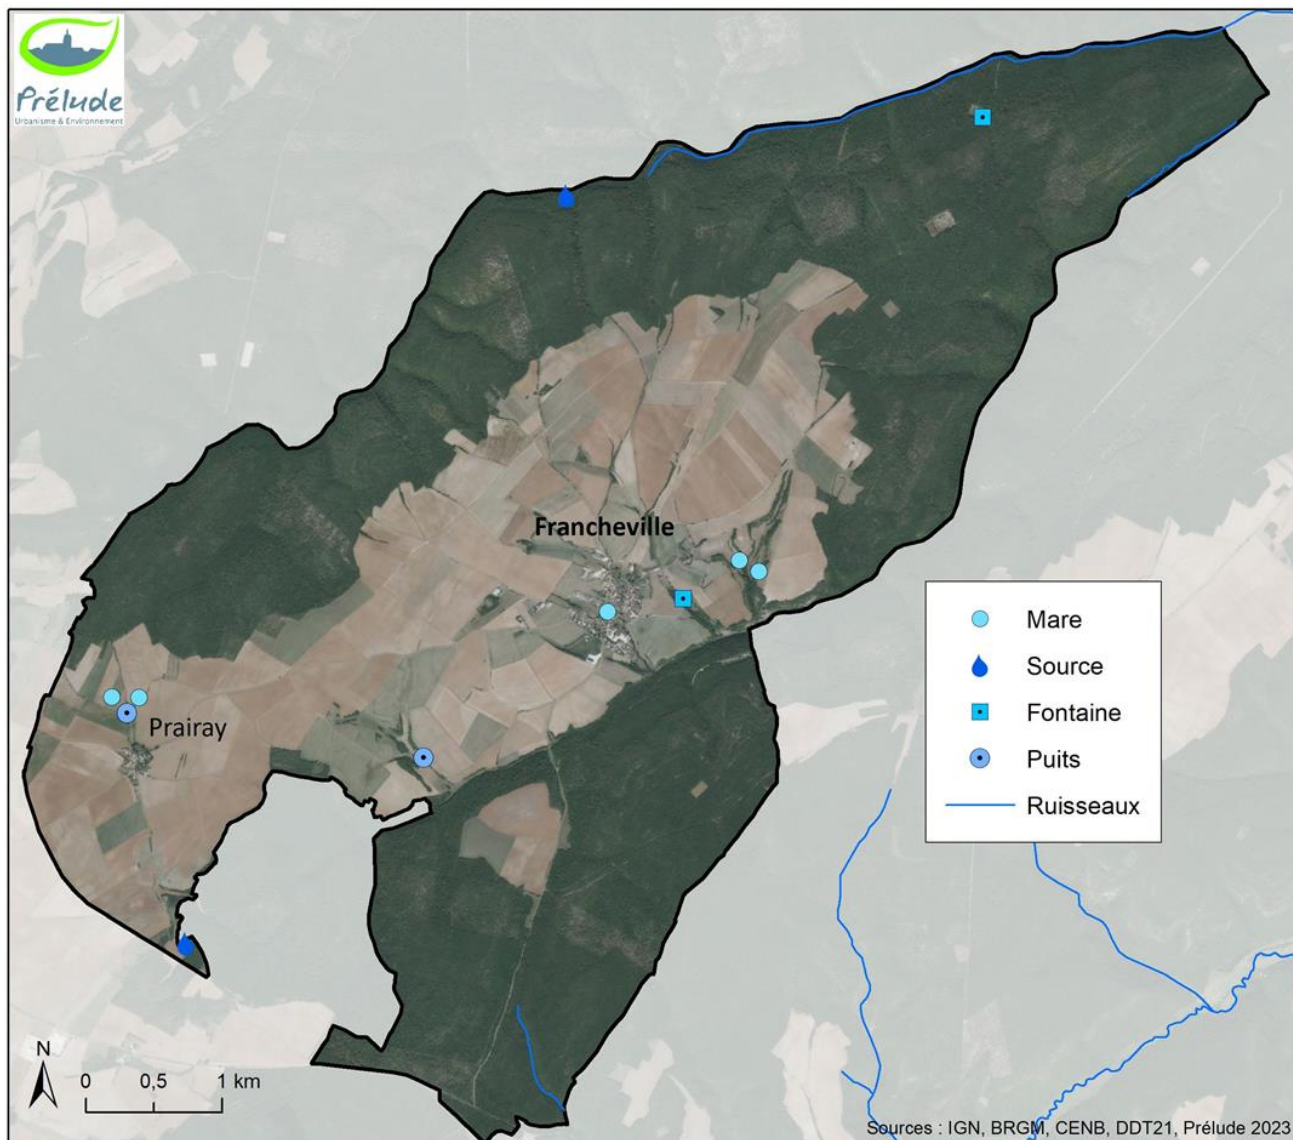 Prélude
Urbanisme & Environnement
Francheville
Prairay
Mare
Source
Fontaine
Puits
Ruisseaux
N
0 0,5 1 km
Sources : IGN, BRGM, CENB, DDT21, Prélude 2023